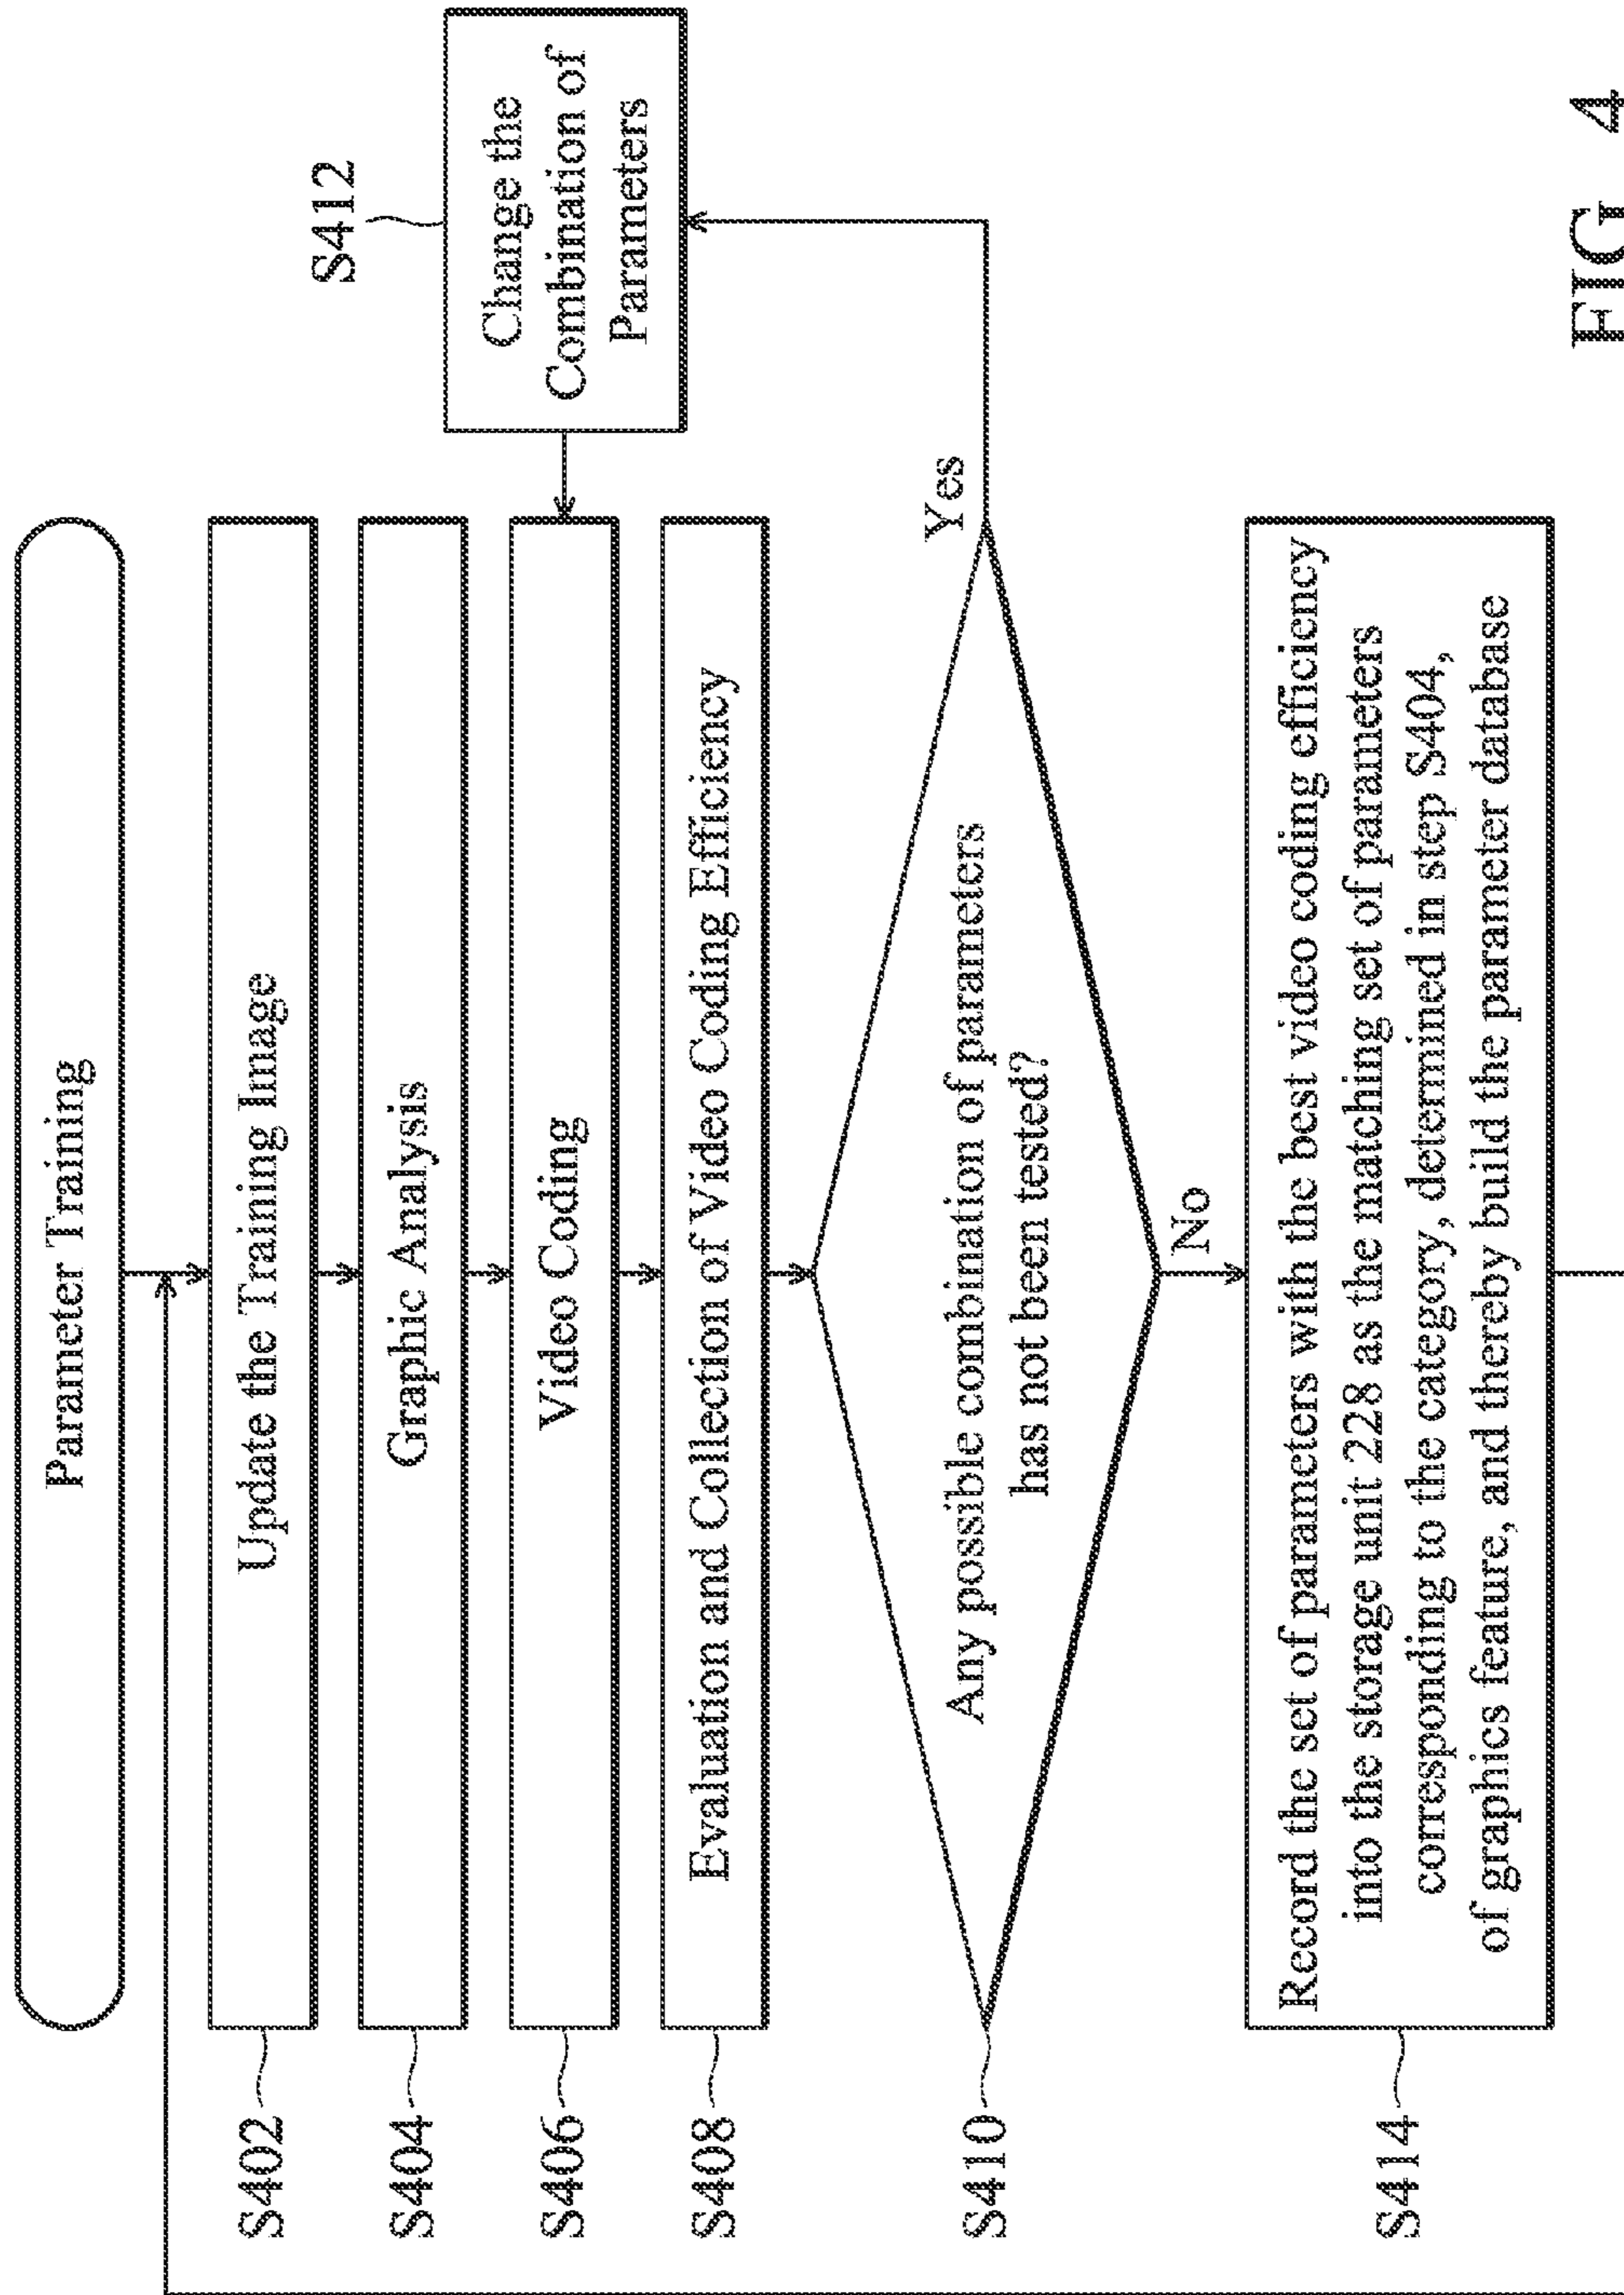 Parameter Training
S402
Update the Training Image
S404
Graphic Analysis
S406
Video Coding
S412
Change the
Combination of
Parameters
S408
Evaluation and Collection of Video Coding Efficiency
S410
Any possible combination of parameters
has not been tested?
Yes
No
S414
Record the set of parameters with the best video coding efficiency
into the storage unit 228 as the matching set of parameters
corresponding to the category, determined in step S404,
of graphics feature, and thereby build the parameter database
FIG 4